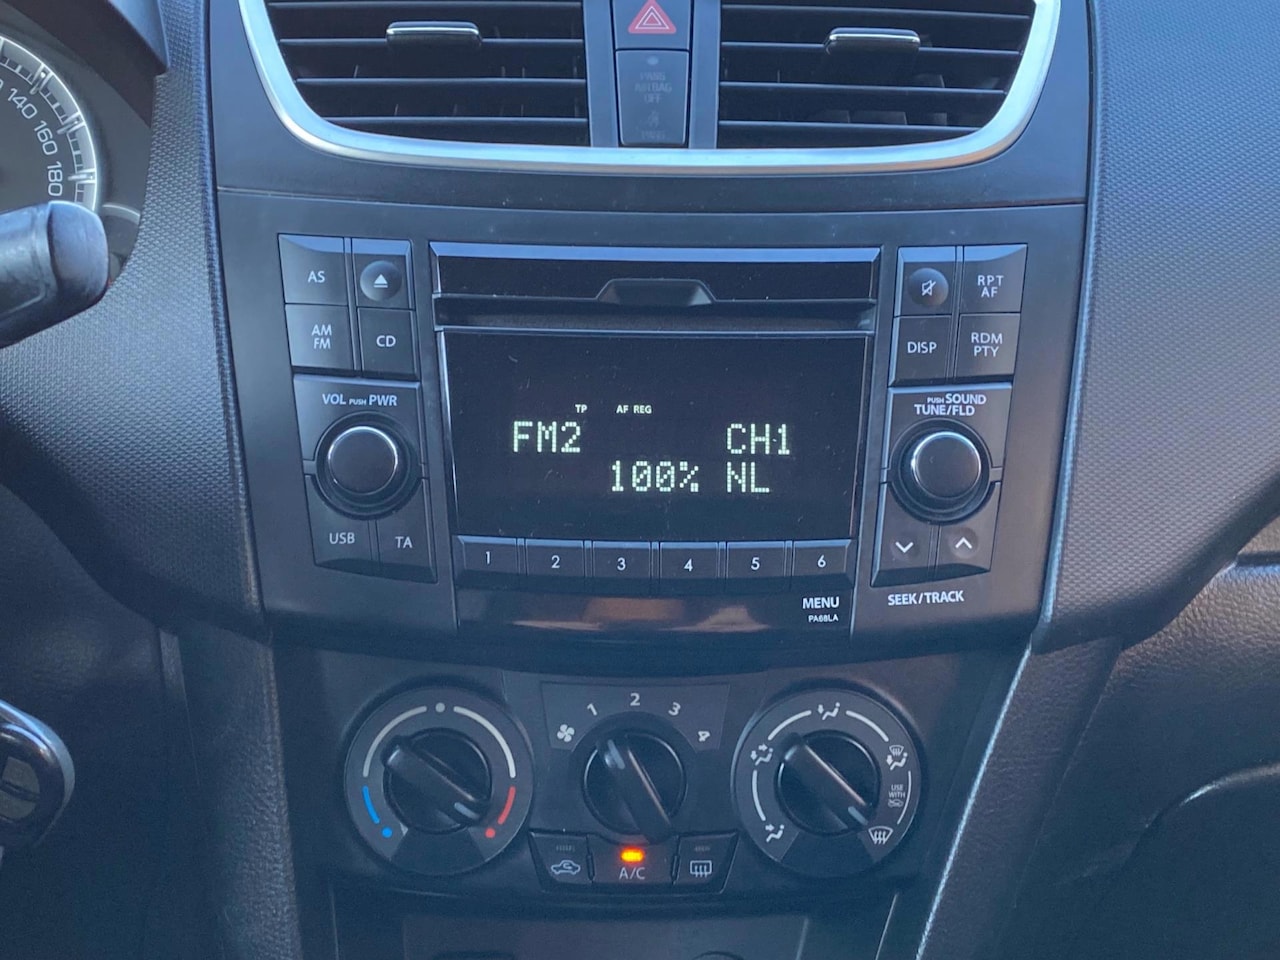 PASS
AIRBAG
OFF
140
160
180
AS
AM
FM
CD
VOL PUSH PWR
USB
TA
TP AF REG
FM2 CH1
100% NL
1 2 3 4 5 6
MENU
PA68LA
RPT
AF
DISP
RDM
PTY
PUSH SOUND
TUNE/FLD
SEEK/TRACK
1 2 3 4
A/C
USE
WITH